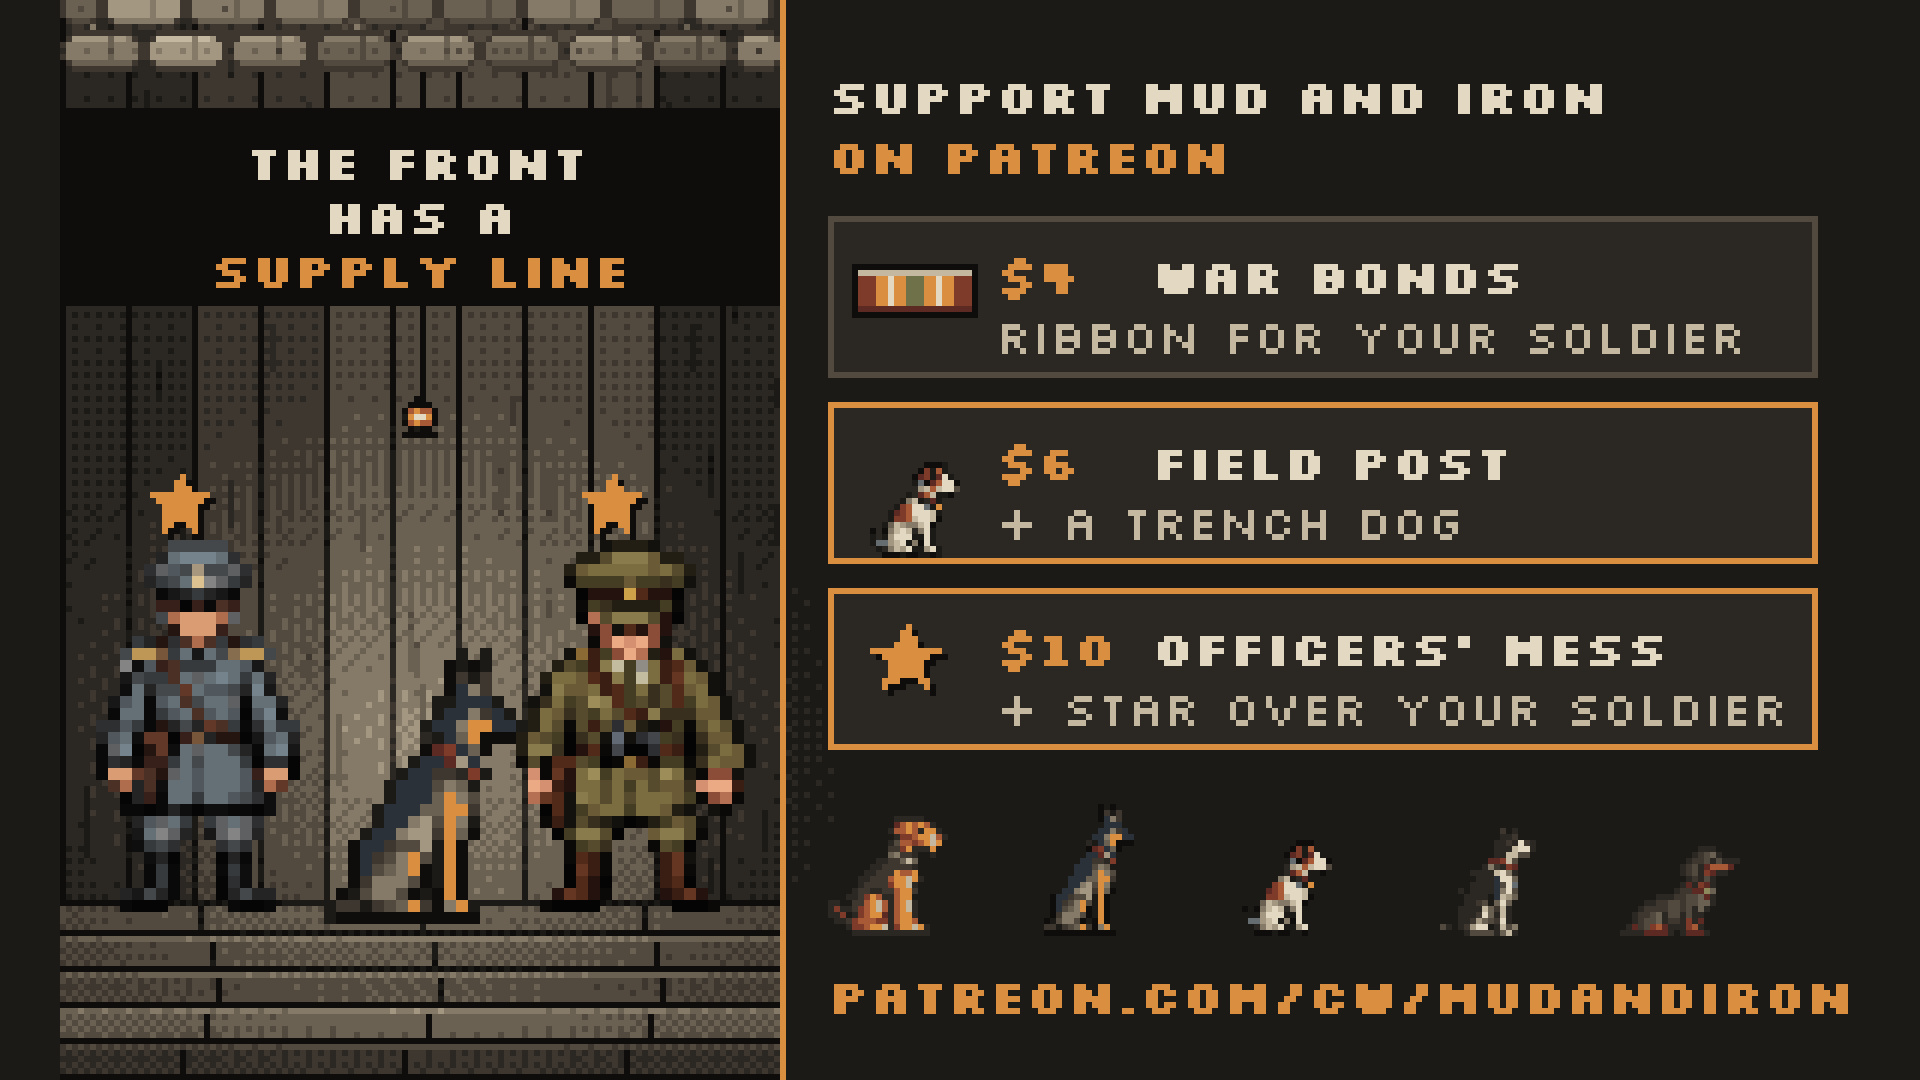 THE FRONT
HAS A
SUPPLY LINE
SUPPORT MUD AND IRON
ON PATREON
$4 WAR BONDS
RIBBON FOR YOUR SOLDIER
$6 FIELD POST
+ A TRENCH DOG
$10 OFFICERS' MESS
+ STAR OVER YOUR SOLDIER
PATREON.COM/CW/MUDANDIRON